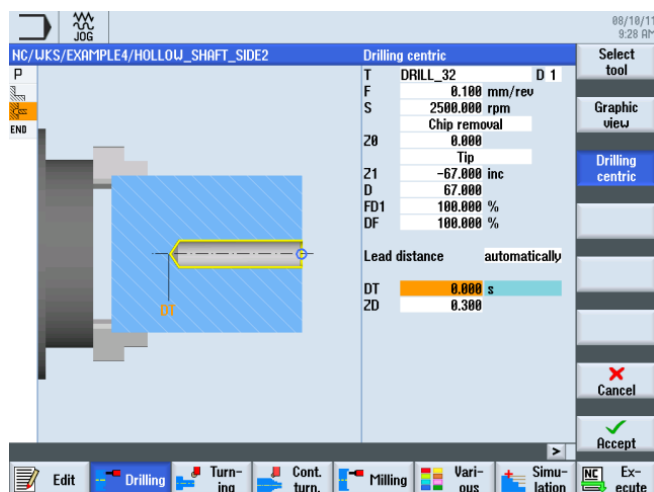 08/10/11
JOG
9:28 AM
NC/WKS/EXAMPLE4/HOLLOW_SHAFT_SIDE2
Drilling centric
Select
tool
P
END
T DRILL_32 D 1
F 0.100 mm/rev
S 2500.000 rpm
Chip removal
Z0 0.000
Tip
Z1 -67.000 inc
D 67.000
FD1 100.000 %
DF 100.000 %
Lead distance automatically
DT 0.000 s
ZD 0.300
DT
Graphic
view
Drilling
centric
Cancel
Accept
>
Edit
Drilling
Turn-
ing
Cont.
turn.
Milling
Vari-
ous
Simu-
lation
NC Ex-
ecute